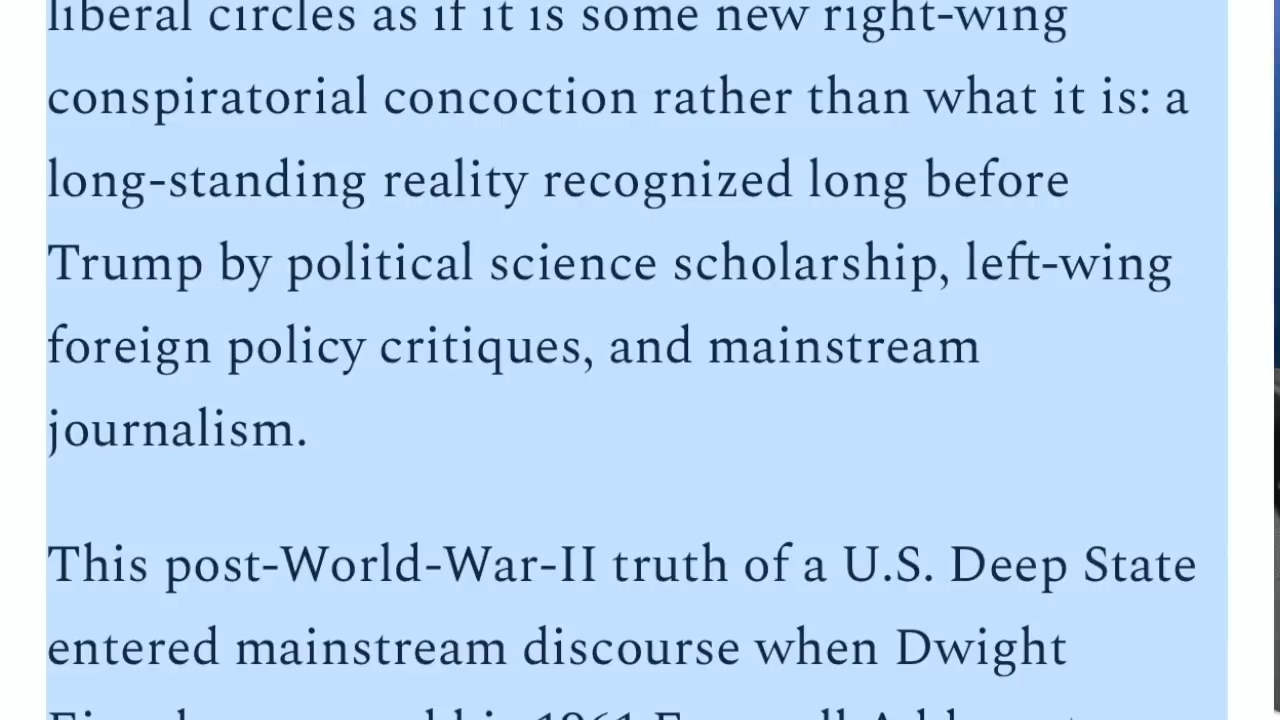 liberal circles as if it is some new right-wing
conspiratorial concoction rather than what it is: a
long-standing reality recognized long before
Trump by political science scholarship, left-wing
foreign policy critiques, and mainstream
journalism.
This post-World-War-II truth of a U.S. Deep State
entered mainstream discourse when Dwight